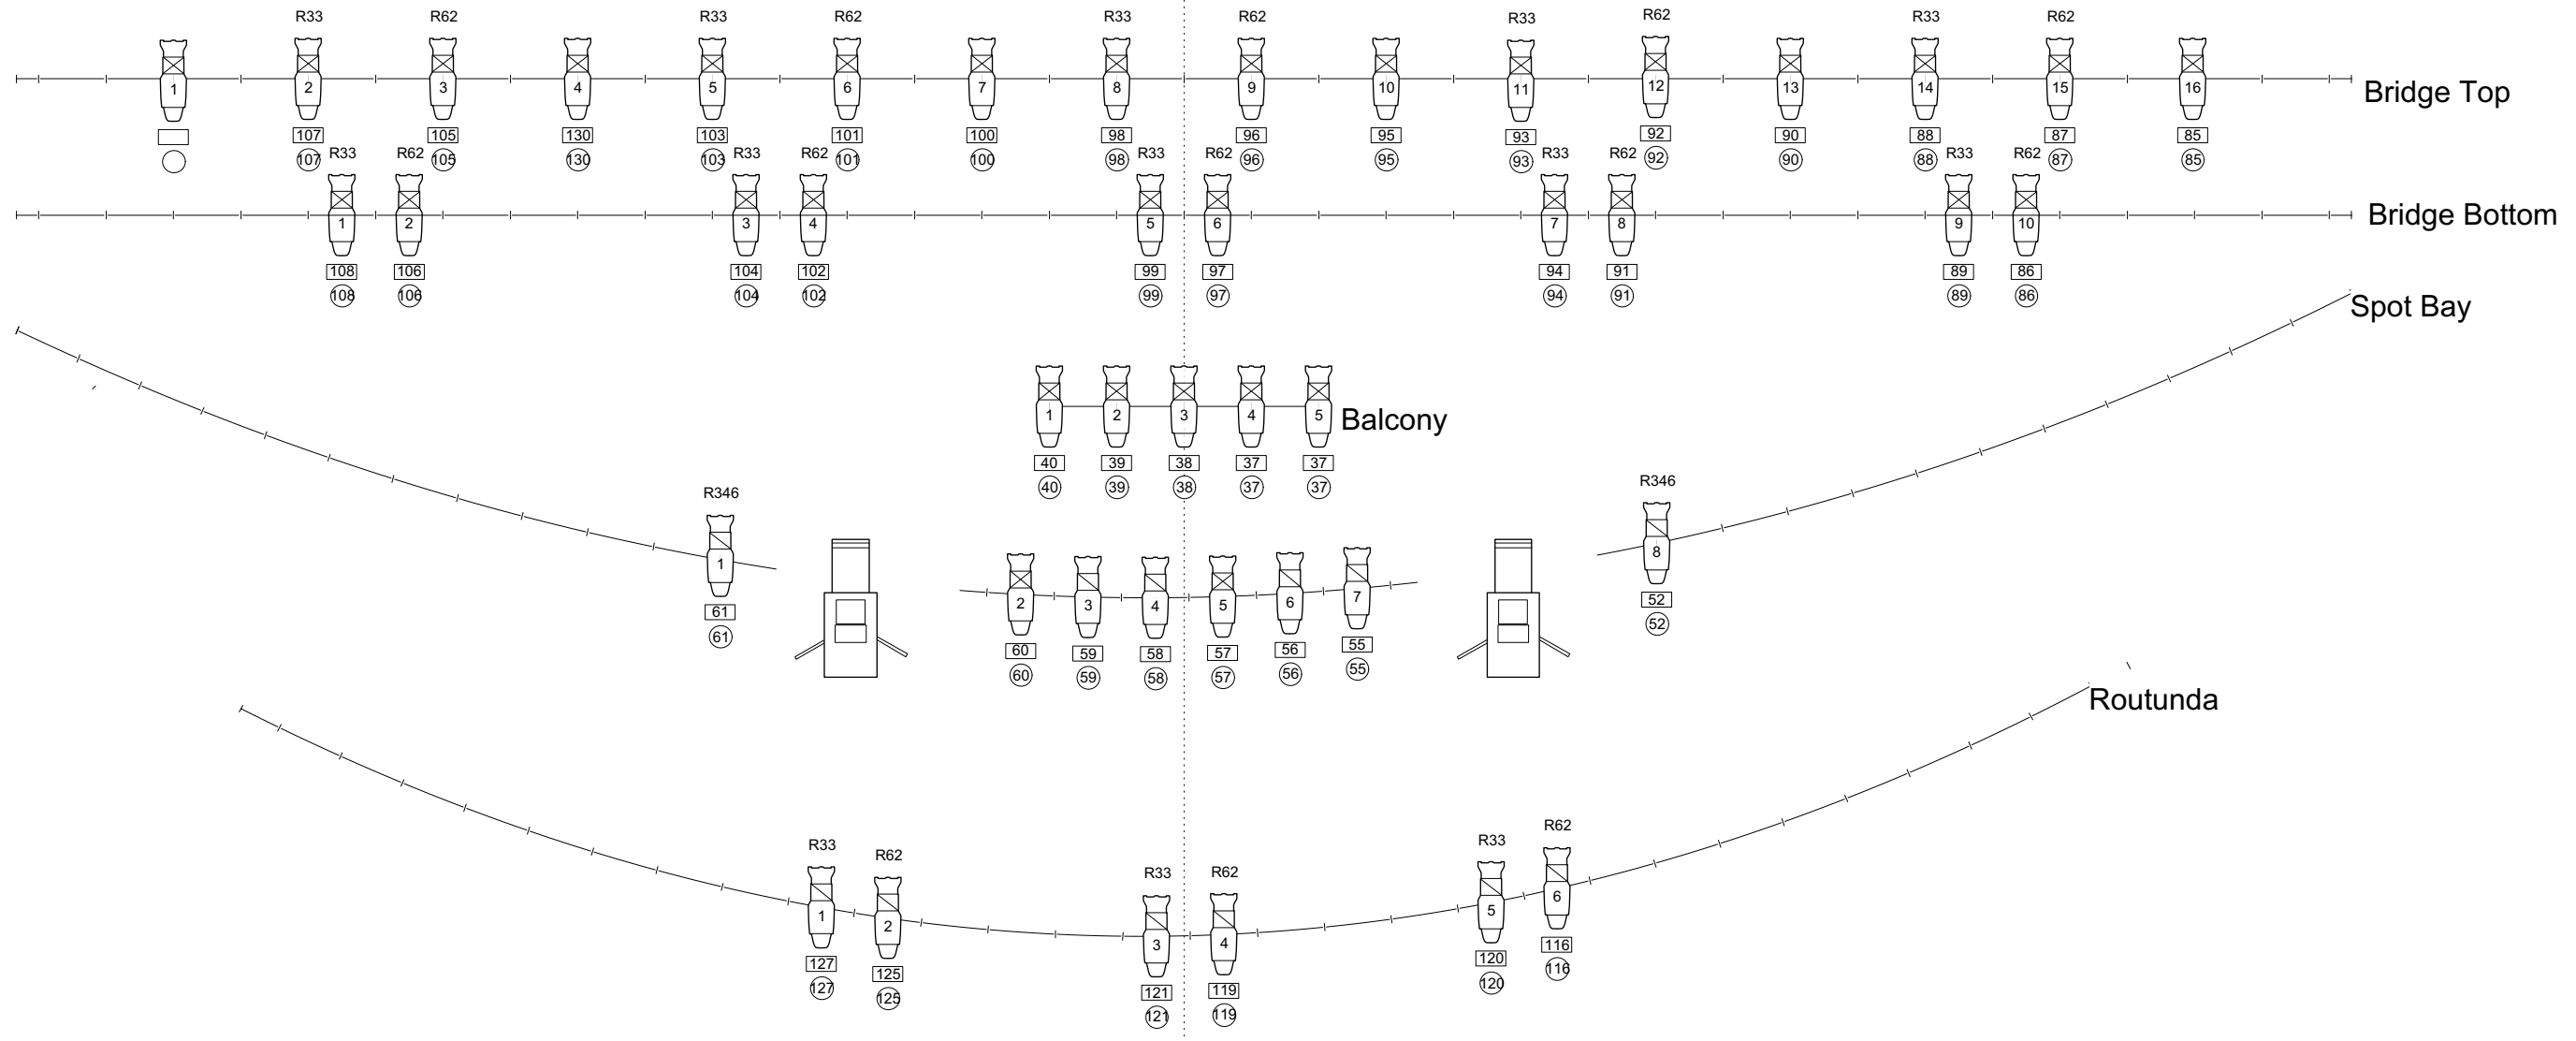 R33 R62 R33 R62 R33 R62 R33 R62 R33 R62
1 2 3 4 5 6 7 8 9 10 11 12 13 14 15 16
Bridge Top
107 105 130 103 101 100 98 96 95 93 92 90 88 87 85
107 105 130 103 101 100 98 96 95 93 92 90 88 87 85
R33 R62 R33 R62 R33 R62 R33 R62 R33 R62
1 2 3 4 5 6 7 8 9 10
Bridge Bottom
108 106 104 102 99 97 94 91 89 86
108 106 104 102 99 97 94 91 89 86
Spot Bay
1 2 3 4 5
Balcony
40 39 38 37 37
40 39 38 37 37
R346 R346
1 2 3 4 5 6 7 8
61 60 59 58 57 56 55 52
61 60 59 58 57 56 55 52
Routunda
R33 R62 R33 R62 R33 R62
1 2 3 4 5 6
127 125 121 119 120 116
127 125 121 119 120 116